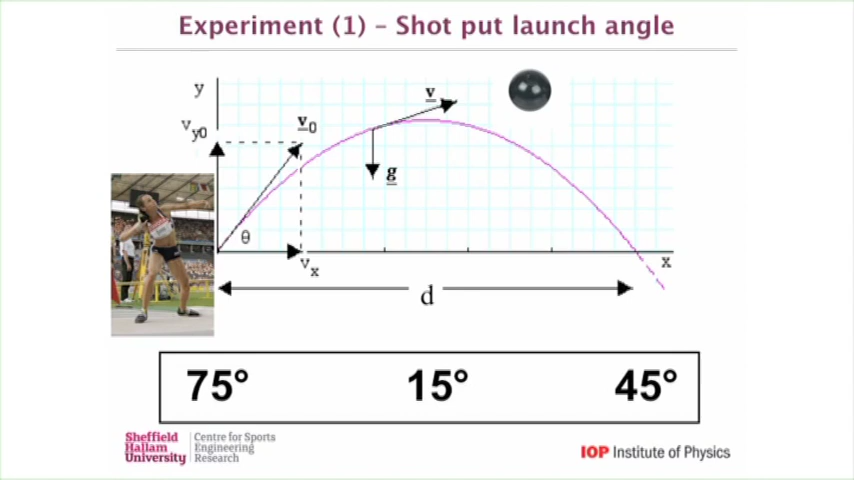 Experiment (1) – Shot put launch angle
y
v
vy0
v0
g
θ
vx
x
d
75° 15° 45°
Sheffield
Hallam
University
Centre for Sports
Engineering
Research
IOP Institute of Physics